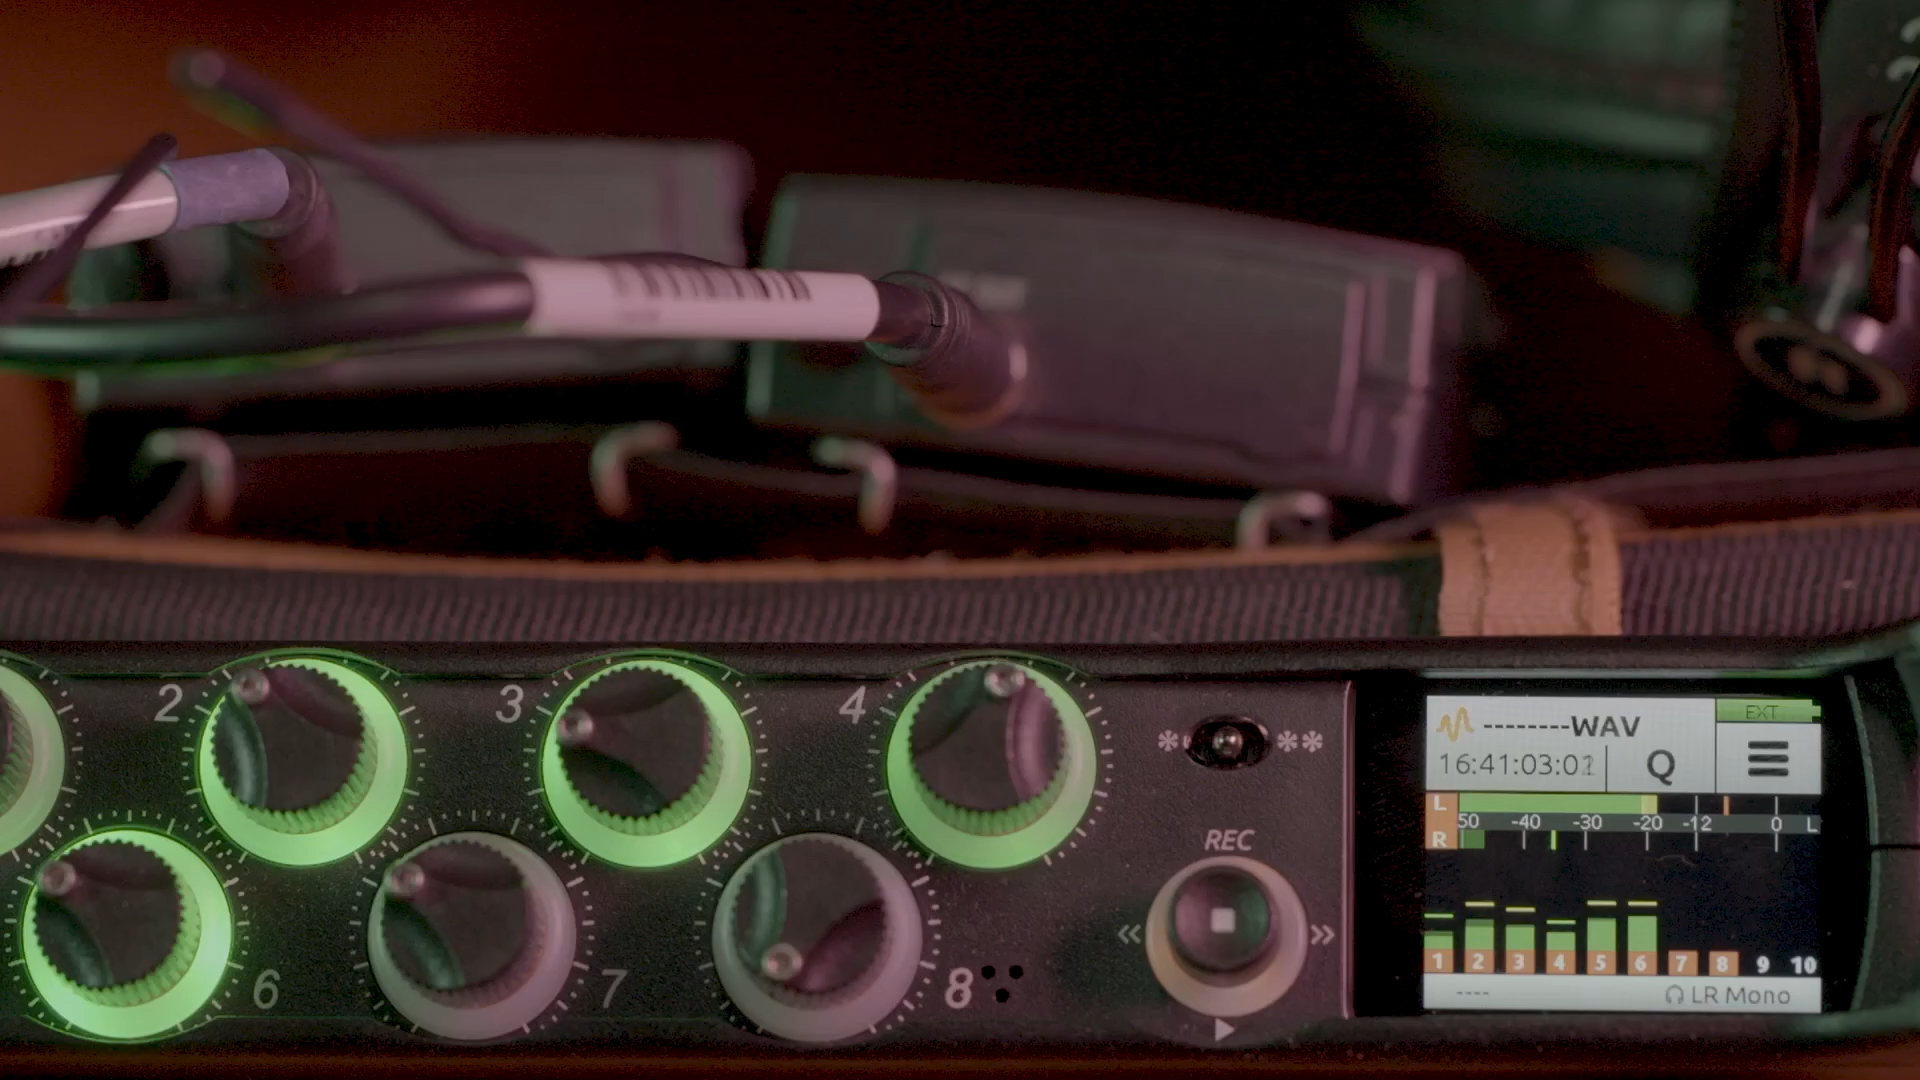 2
3
4
* **
REC
« »
6
7
8
--------WAV
EXT
16:41:03:0
Q
L
50 -40 -30 -20 -12 0 L
R
1 2 3 4 5 6 7 8 9 10
----
LR Mono